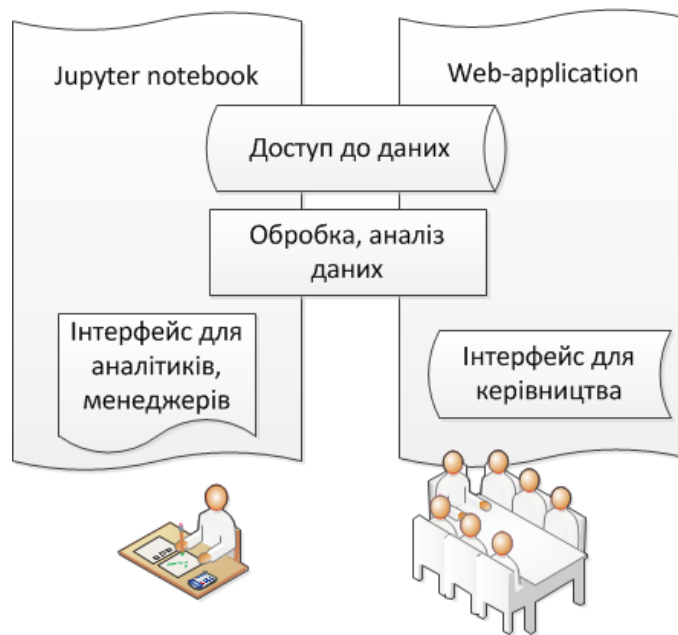 Jupyter notebook
Web-application
Доступ до даних
Обробка, аналіз
даних
Інтерфейс для
аналітиків,
менеджерів
Інтерфейс для
керівництва